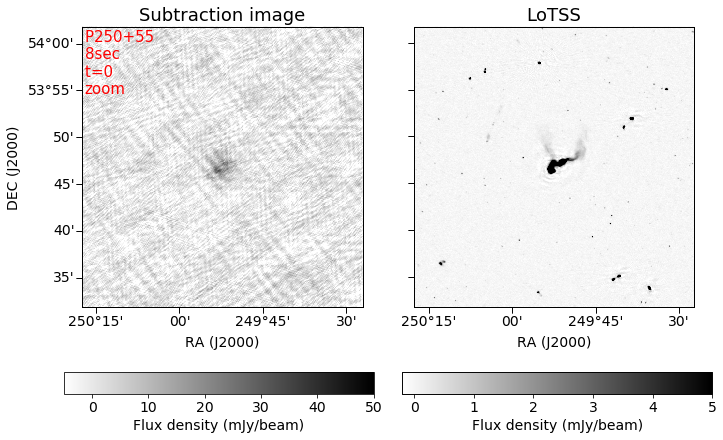 Subtraction image
LoTSS
P250+55
8sec
t=0
zoom
54°00'
53°55'
50'
45'
40'
35'
DEC (J2000)
250°15' 00' 249°45' 30'
250°15' 00' 249°45' 30'
RA (J2000)
RA (J2000)
0 10 20 30 40 50
0 1 2 3 4 5
Flux density (mJy/beam)
Flux density (mJy/beam)